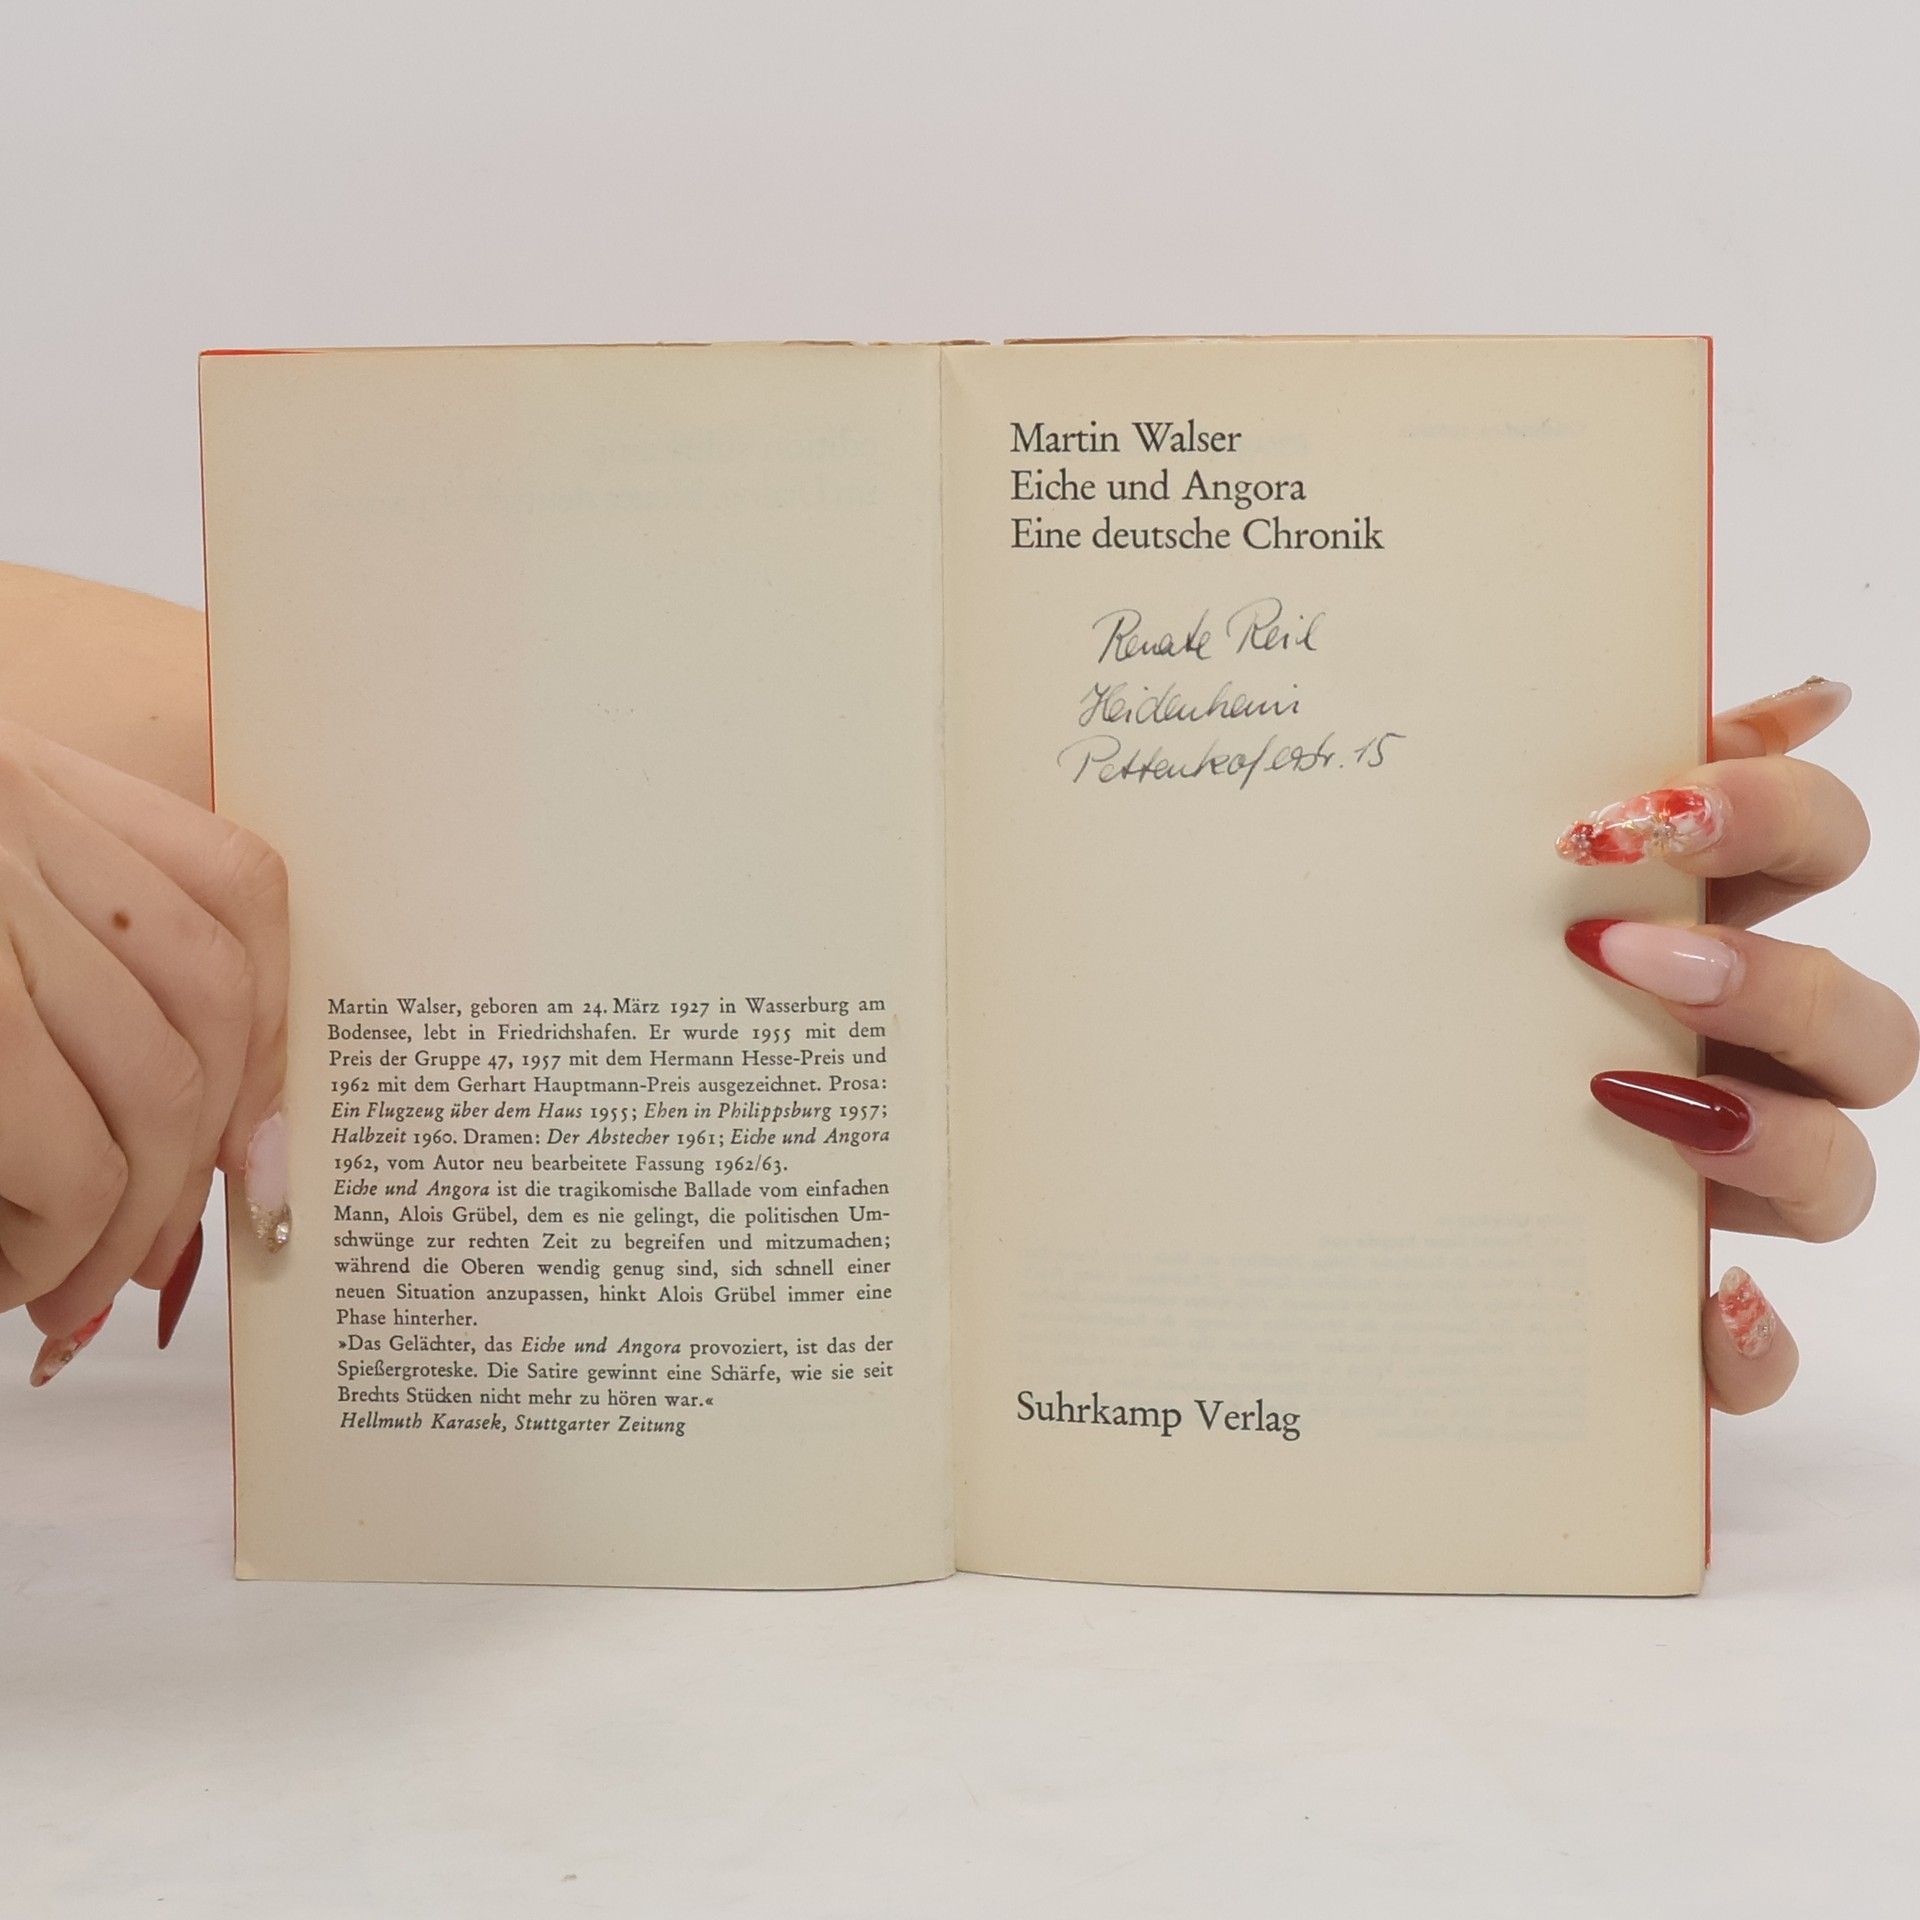 Martin Walser, geboren am 24. März 1927 in Wasserburg am
Bodensee, lebt in Friedrichshafen. Er wurde 1955 mit dem
Preis der Gruppe 47, 1957 mit dem Hermann Hesse-Preis und
1962 mit dem Gerhart Hauptmann-Preis ausgezeichnet. Prosa:
Ein Flugzeug über dem Haus 1955; Ehen in Philippsburg 1957;
Halbzeit 1960. Dramen: Der Abstecher 1961; Eiche und Angora
1962, vom Autor neu bearbeitete Fassung 1962/63.
Eiche und Angora ist die tragikomische Ballade vom einfachen
Mann, Alois Grübel, dem es nie gelingt, die politischen Um-
schwünge zur rechten Zeit zu begreifen und mitzumachen;
während die Oberen wendig genug sind, sich schnell einer
neuen Situation anzupassen, hinkt Alois Grübel immer eine
Phase hinterher.
»Das Gelächter, das Eiche und Angora provoziert, ist das der
Spießergroteske. Die Satire gewinnt eine Schärfe, wie sie seit
Brechts Stücken nicht mehr zu hören war.«
Hellmuth Karasek, Stuttgarter Zeitung
Martin Walser
Eiche und Angora
Eine deutsche Chronik
Renate Reil
Heidenheim
Pettenkoferstr. 15
Suhrkamp Verlag